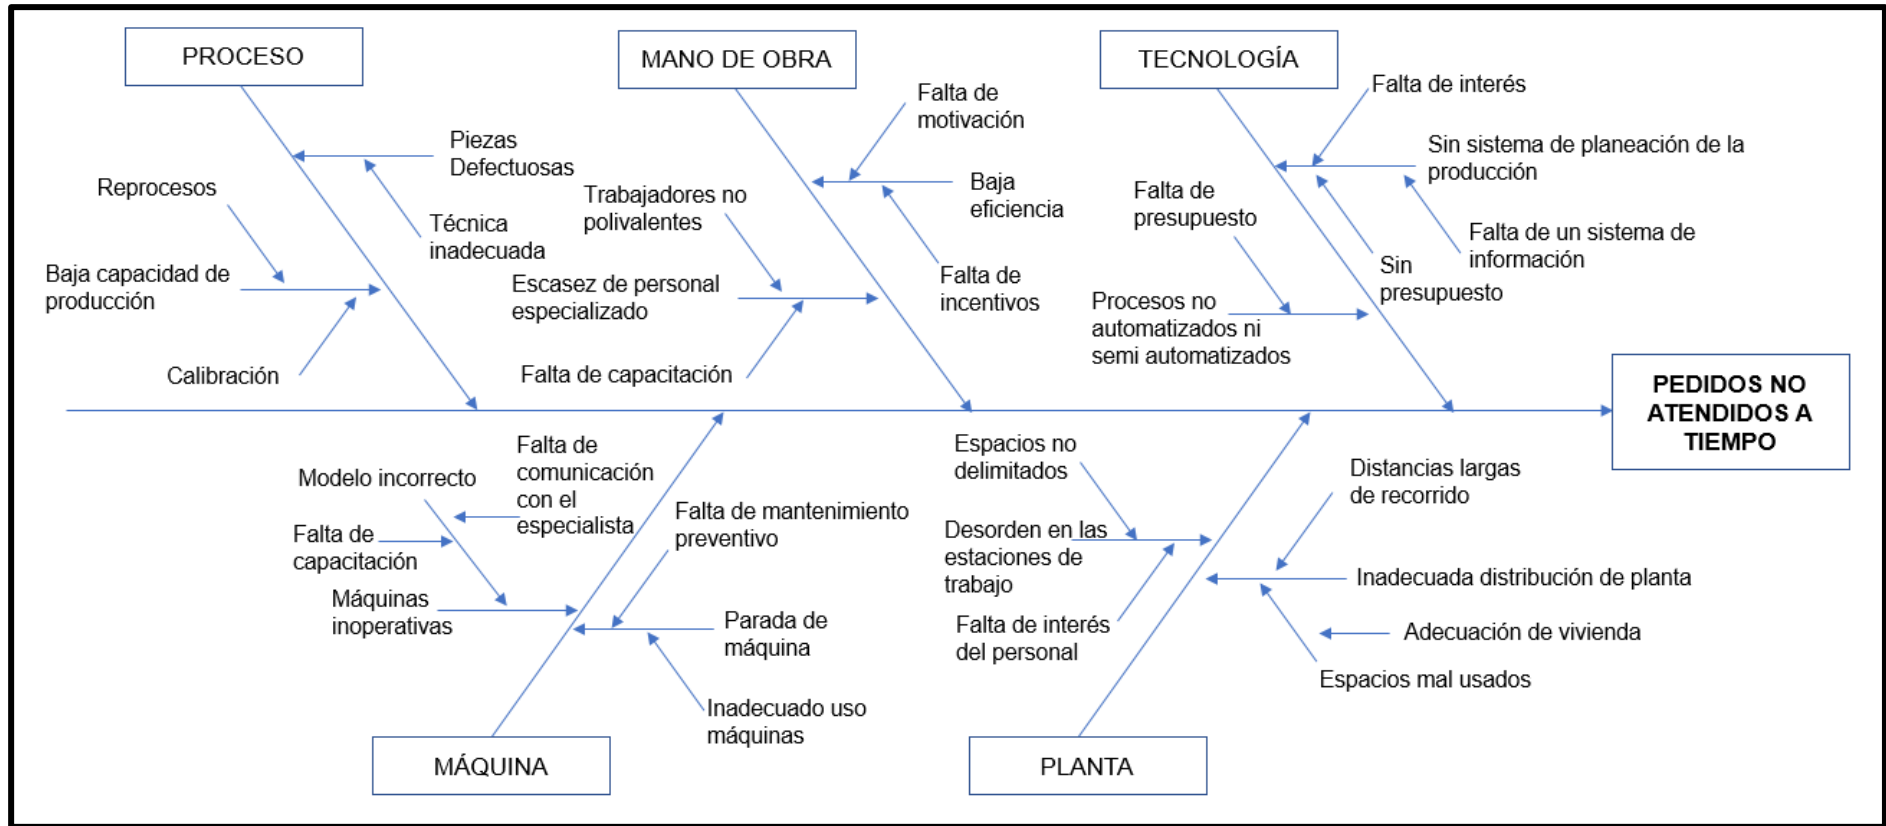 PROCESO
MANO DE OBRA
TECNOLOGÍA
Falta de
motivación
Falta de interés
Piezas
Defectuosas
Sin sistema de planeación de la
producción
Reprocesos
Trabajadores no
polivalentes
Baja
eficiencia
Falta de
presupuesto
Técnica
inadecuada
Falta de un sistema de
información
Baja capacidad de
producción
Escasez de personal
especializado
Falta de
incentivos
Sin
presupuesto
Procesos no
automatizados ni
semi automatizados
Calibración
Falta de capacitación
PEDIDOS NO
ATENDIDOS A
TIEMPO
Modelo incorrecto
Falta de
comunicación
con el
especialista
Espacios no
delimitados
Distancias largas
de recorrido
Falta de
capacitación
Falta de mantenimiento
preventivo
Desorden en las
estaciones de
trabajo
Inadecuada distribución de planta
Máquinas
inoperativas
Parada de
máquina
Falta de interés
del personal
Adecuación de vivienda
Espacios mal usados
Inadecuado uso
máquinas
MÁQUINA
PLANTA